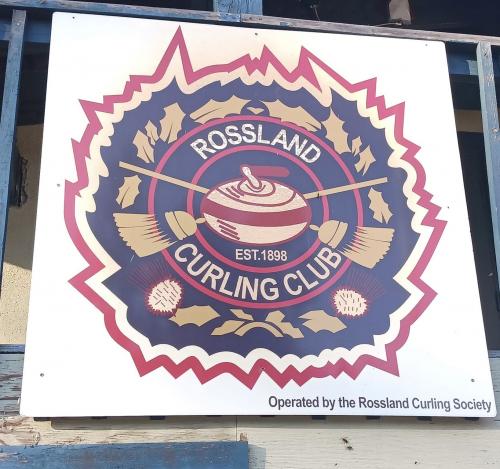 ROSSLAND
EST.1898
CURLING CLUB
Operated by the Rossland Curling Society